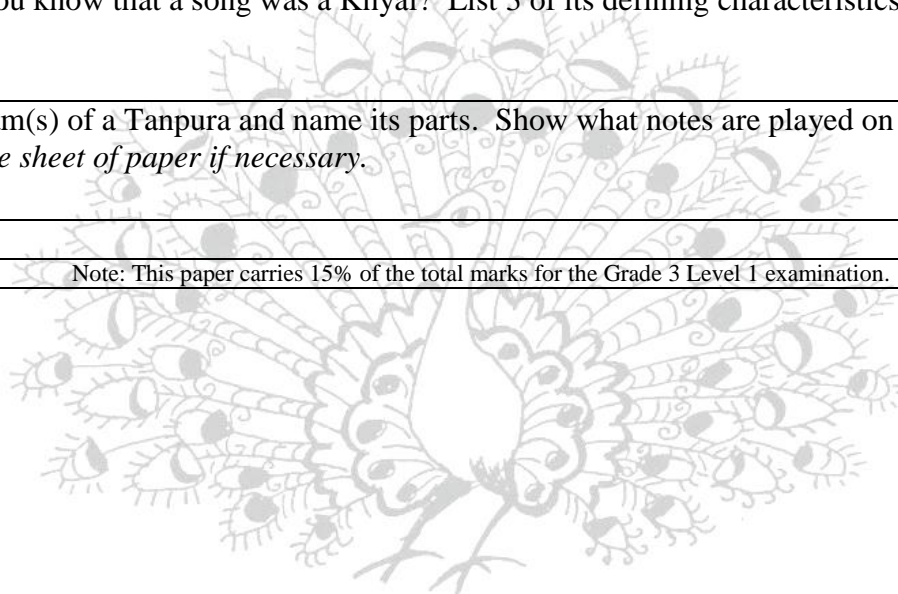 ou know that a song was a Khyal? List 3 of its defining characteristics
am(s) of a Tanpura and name its parts. Show what notes are played on
e sheet of paper if necessary.
Note: This paper carries 15% of the total marks for the Grade 3 Level 1 examination.